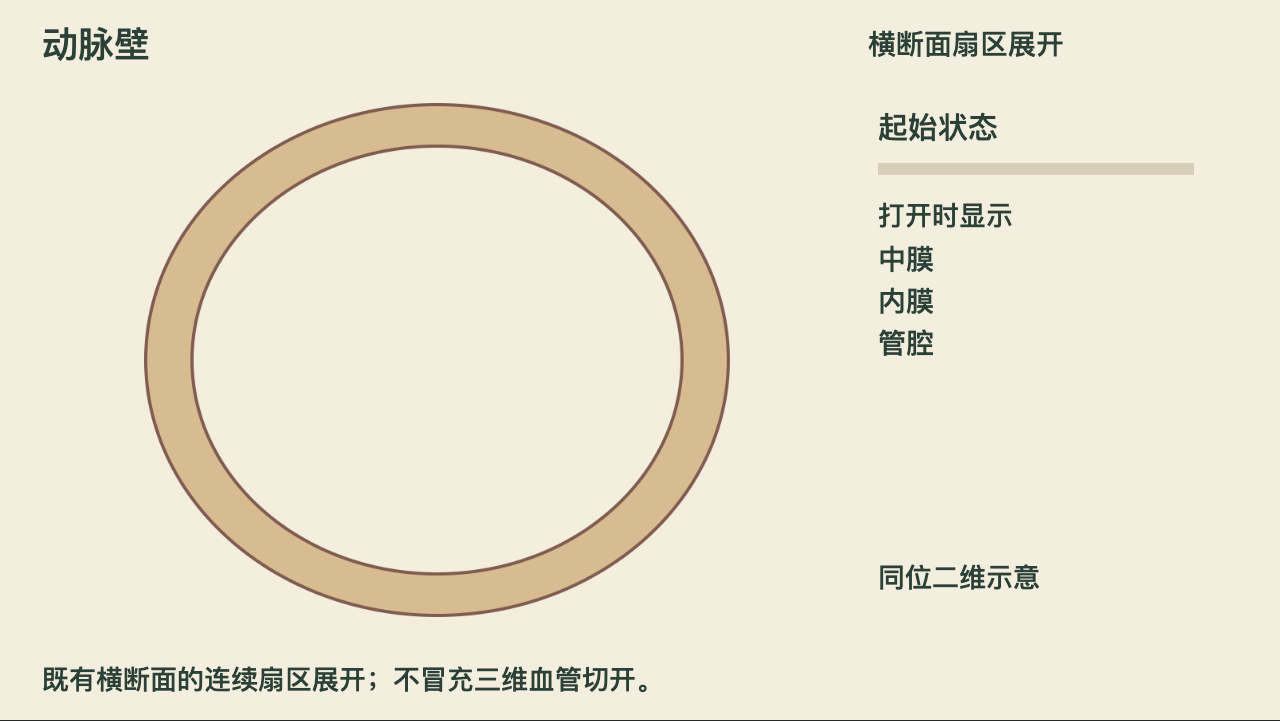 动脉壁
横断面扇区展开
起始状态
打开时显示
中膜
内膜
管腔
同位二维示意
既有横断面的连续扇区展开；不冒充三维血管切开。